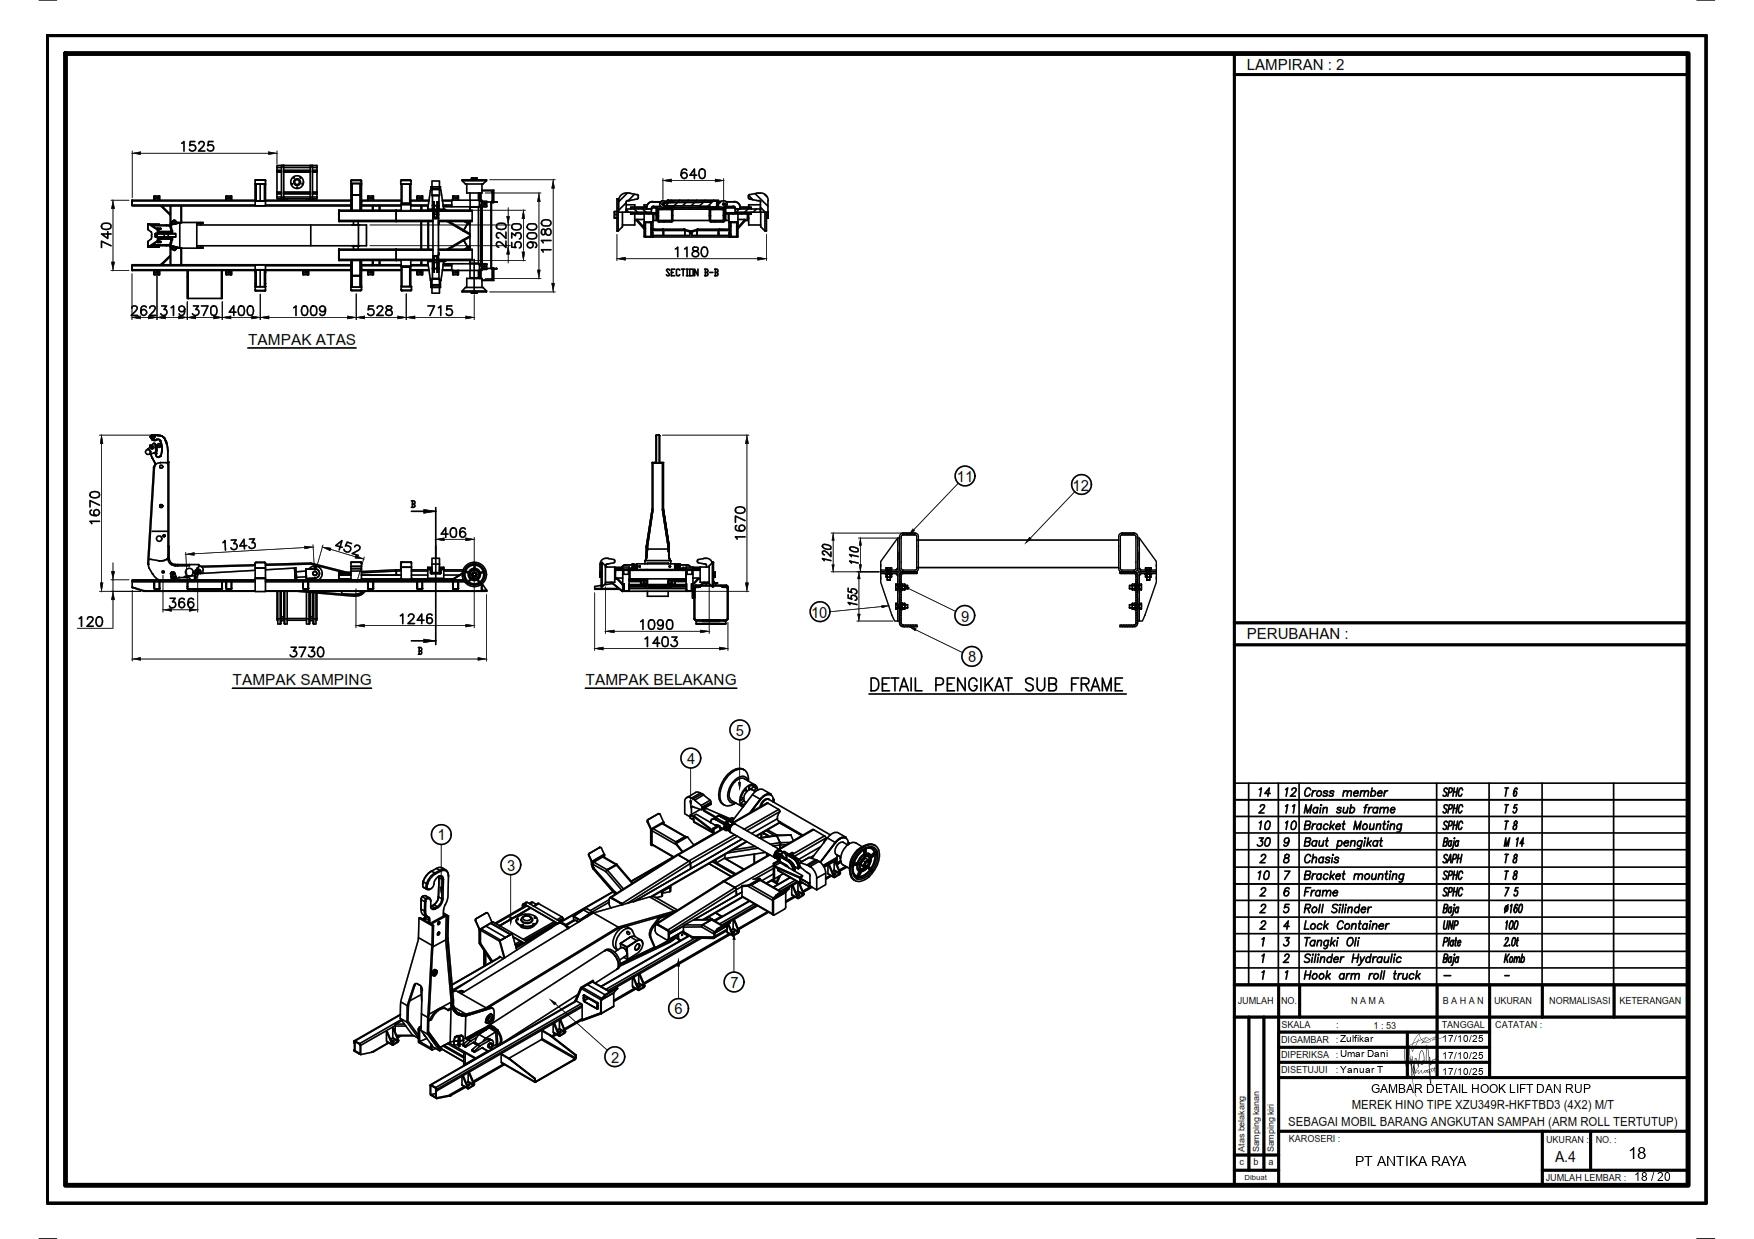 LAMPIRAN : 2
1525
740
220
530
900
1180
262 319 370 400 1009 528 715
TAMPAK ATAS
640
1180
SECTION B-B
1670
1343
452
B
406
366
120
1246
B
3730
TAMPAK SAMPING
1670
1090
1403
TAMPAK BELAKANG
11
12
120
110
155
10
9
8
DETAIL PENGIKAT SUB FRAME
PERUBAHAN :
1
2
3
4
5
6
7
14 12 Cross member SPHC T 6
2 11 Main sub frame SPHC T 5
10 10 Bracket Mounting SPHC T 8
30 9 Baut pengikat Baja M 14
2 8 Chasis SAPH T 8
10 7 Bracket mounting SPHC T 8
2 6 Frame SPHC 7 5
2 5 Roll Silinder Baja ø160
2 4 Lock Container UNP 100
1 3 Tangki Oli Plate 2.0t
1 2 Silinder Hydraulic Baja Komb
1 1 Hook arm roll truck - -
JUMLAH NO. N A M A B A H A N UKURAN NORMALISASI KETERANGAN
SKALA : 1 : 53 TANGGAL CATATAN :
DIGAMBAR : Zulfikar 17/10/25
DIPERIKSA : Umar Dani 17/10/25
DISETUJUI : Yanuar T 17/10/25
GAMBAR DETAIL HOOK LIFT DAN RUP
MEREK HINO TIPE XZU349R-HKFTBD3 (4X2) M/T
SEBAGAI MOBIL BARANG ANGKUTAN SAMPAH (ARM ROLL TERTUTUP)
Atas belakang
Samping kanan
Samping kiri
c b a
Dibuat
KAROSERI :
PT ANTIKA RAYA
UKURAN : NO. :
A.4 18
JUMLAH LEMBAR : 18 / 20